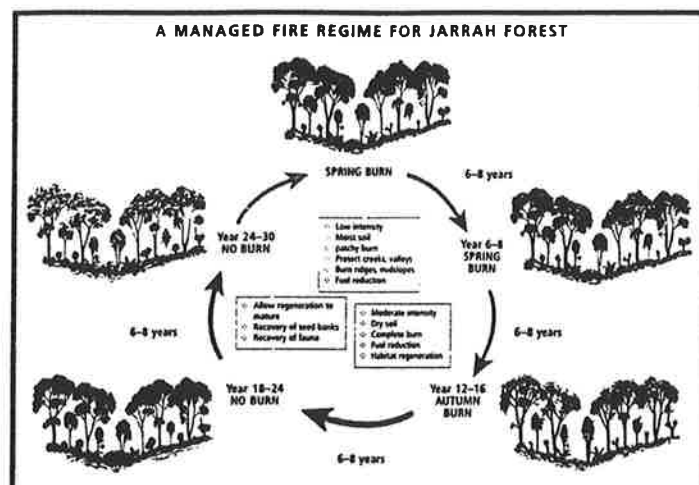 A MANAGED FIRE REGIME FOR JARRAH FOREST
SPRING BURN
6–8 years
Year 6–8
SPRING
BURN
6–8 years
Year 12–16
AUTUMN
BURN
6–8 years
Year 18–24
NO BURN
6–8 years
Year 24–30
NO BURN
Low intensity
Moist soil
patchy burn
Protect creeks, valleys
Burn ridges, midslopes
Fuel reduction
Allow regeneration to
mature
Recovery of seed banks
Recovery of fauna
Moderate intensity
Dry soil
Complete burn
Fuel reduction
Habitat regeneration